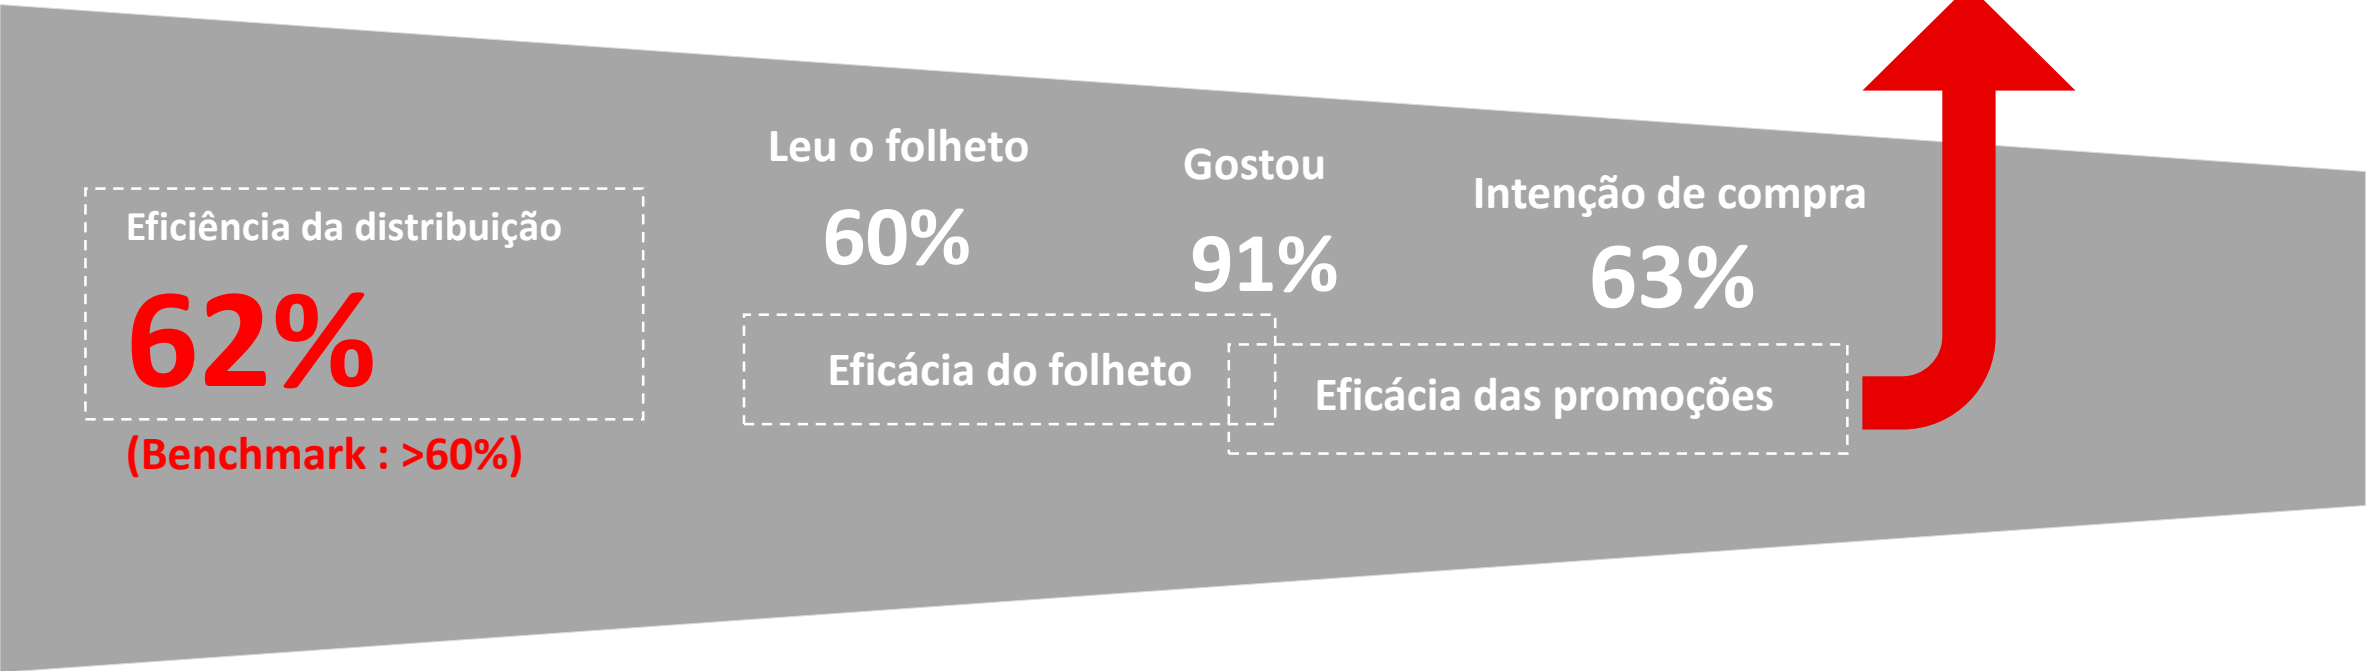 Eficiência da distribuição
62%
(Benchmark : >60%)
Leu o folheto
60%
Gostou
91%
Intenção de compra
63%
Eficácia do folheto
Eficácia das promoções